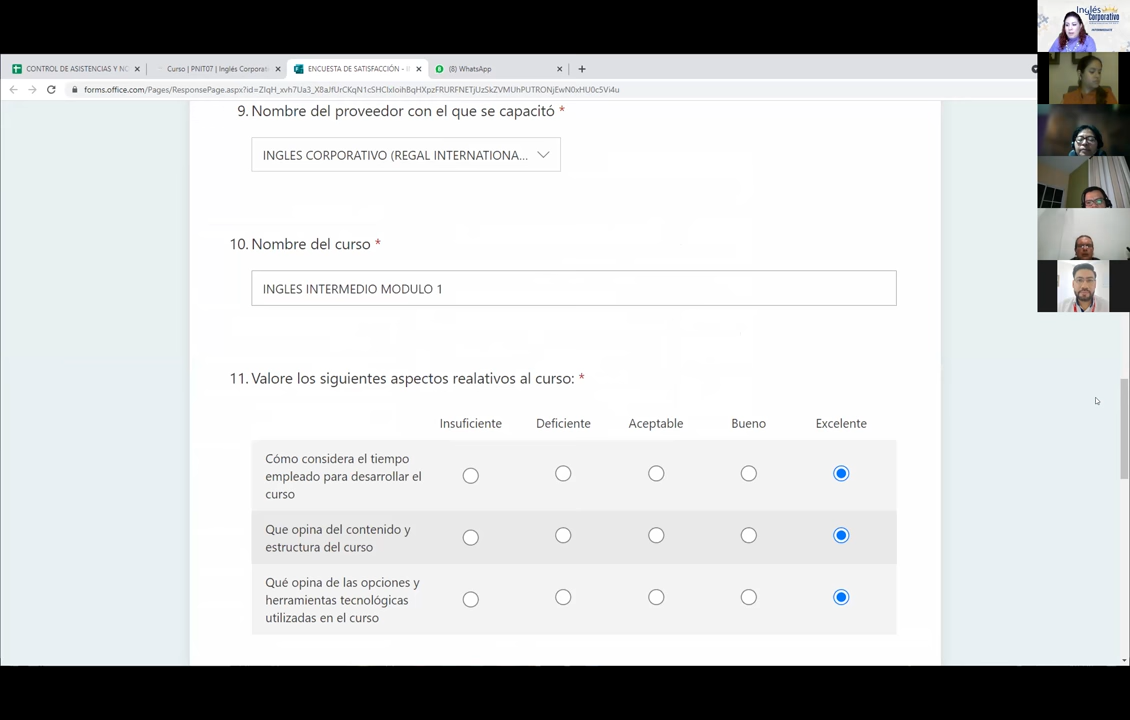 Inglés
Corporativo
INTERMEDIATE
CONTROL DE ASISTENCIAS Y NO
Curso | PNIT07 | Inglés Corporat
ENCUESTA DE SATISFACCIÓN – I
(8) WhatsApp
forms.office.com/Pages/ResponsePage.aspx?id=
9. Nombre del proveedor con el que se capacitó *
INGLES CORPORATIVO (REGAL INTERNATIONA...
10. Nombre del curso *
INGLES INTERMEDIO MODULO 1
11. Valore los siguientes aspectos realativos al curso: *
Insuficiente Deficiente Aceptable Bueno Excelente
Cómo considera el tiempo
empleado para desarrollar el
curso
Que opina del contenido y
estructura del curso
Qué opina de las opciones y
herramientas tecnológicas
utilizadas en el curso